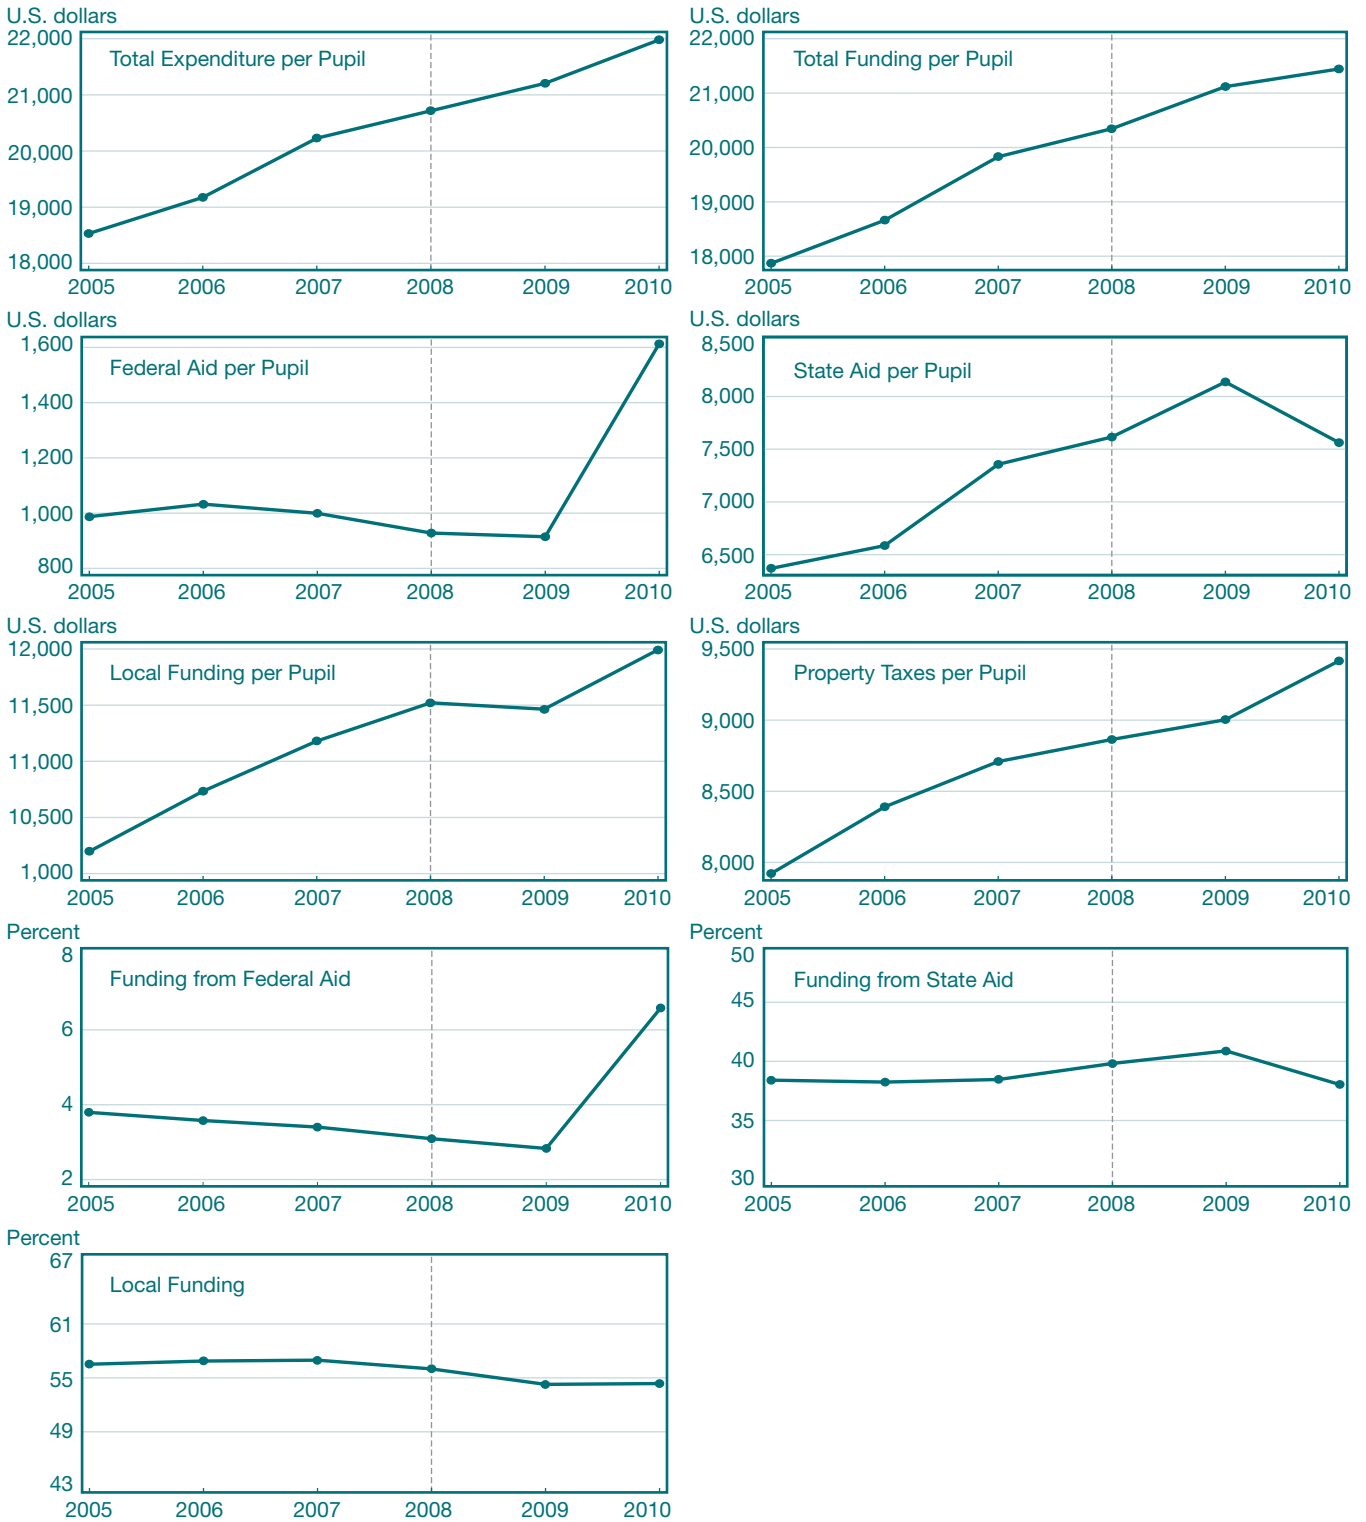 U.S. dollars
22,000
21,000
20,000
19,000
18,000
Total Expenditure per Pupil
2005 2006 2007 2008 2009 2010
U.S. dollars
22,000
21,000
20,000
19,000
18,000
Total Funding per Pupil
2005 2006 2007 2008 2009 2010
U.S. dollars
1,600
1,400
1,200
1,000
800
Federal Aid per Pupil
2005 2006 2007 2008 2009 2010
U.S. dollars
8,500
8,000
7,500
7,000
6,500
State Aid per Pupil
2005 2006 2007 2008 2009 2010
U.S. dollars
12,000
11,500
11,000
10,500
1,000
Local Funding per Pupil
2005 2006 2007 2008 2009 2010
U.S. dollars
9,500
9,000
8,500
8,000
Property Taxes per Pupil
2005 2006 2007 2008 2009 2010
Percent
8
6
4
2
Funding from Federal Aid
2005 2006 2007 2008 2009 2010
Percent
50
45
40
35
30
Funding from State Aid
2005 2006 2007 2008 2009 2010
Percent
67
61
55
49
43
Local Funding
2005 2006 2007 2008 2009 2010